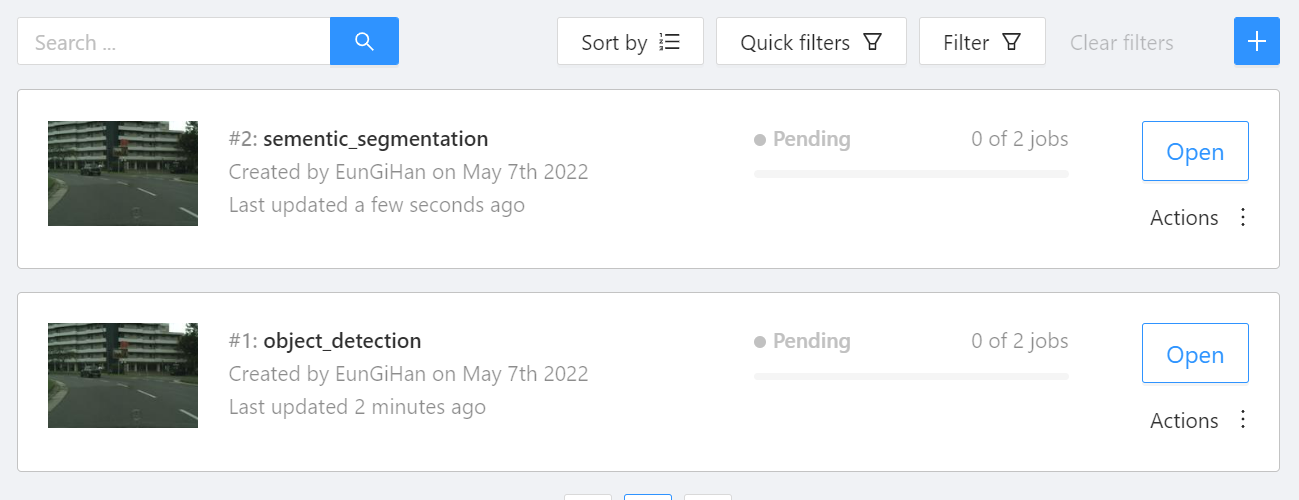 Search ...
Sort by
Quick filters
Filter
Clear filters
#2: sementic_segmentation
Created by EunGiHan on May 7th 2022
Last updated a few seconds ago
Pending
0 of 2 jobs
Open
Actions
#1: object_detection
Created by EunGiHan on May 7th 2022
Last updated 2 minutes ago
Pending
0 of 2 jobs
Open
Actions